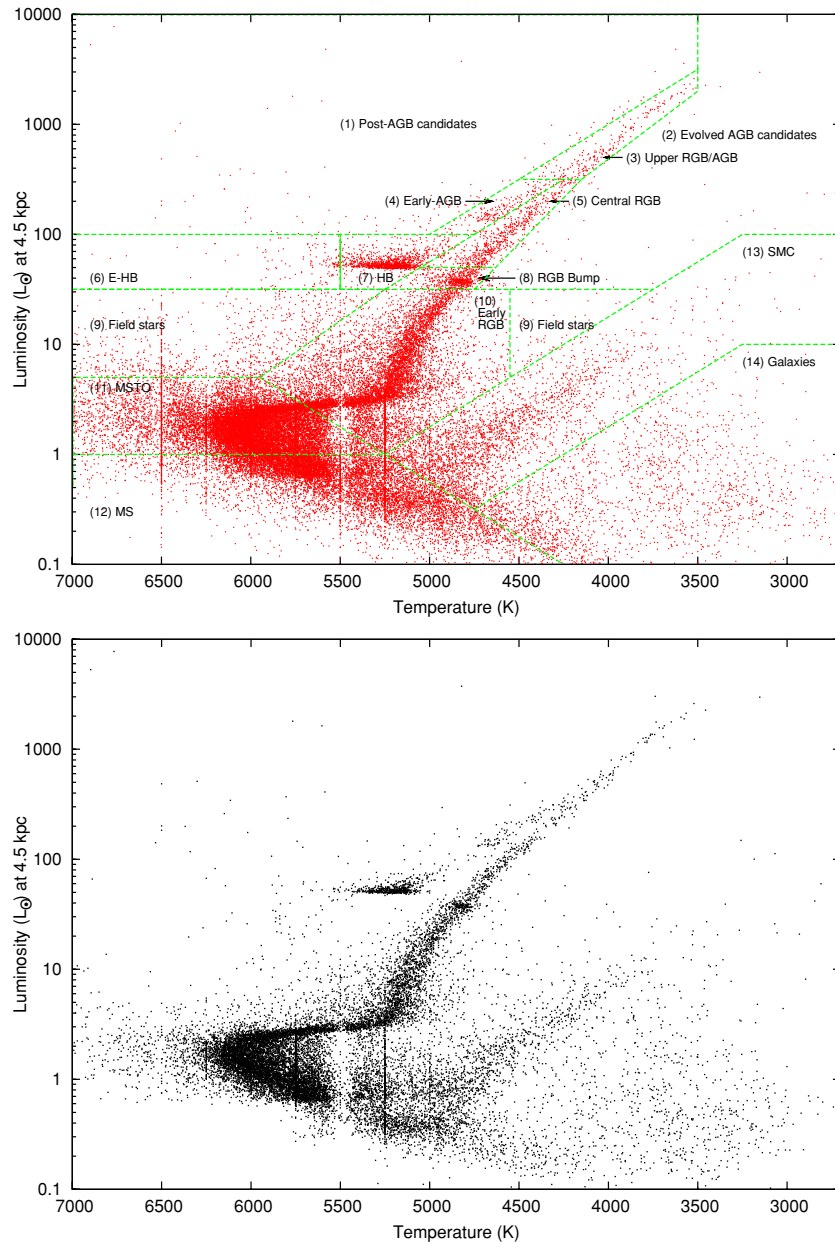 10000
1000
100
10
1
0.1
Luminosity (L⊙) at 4.5 kpc
(1) Post-AGB candidates
(2) Evolved AGB candidates
(3) Upper RGB/AGB
(4) Early-AGB
(5) Central RGB
(6) E-HB
(7) HB
(8) RGB Bump
(13) SMC
(9) Field stars
(10)
Early
RGB
(9) Field stars
(14) Galaxies
(11) MSTO
(12) MS
7000 6500 6000 5500 5000 4500 4000 3500 3000
Temperature (K)
10000
1000
100
10
1
0.1
Luminosity (L⊙) at 4.5 kpc
7000 6500 6000 5500 5000 4500 4000 3500 3000
Temperature (K)